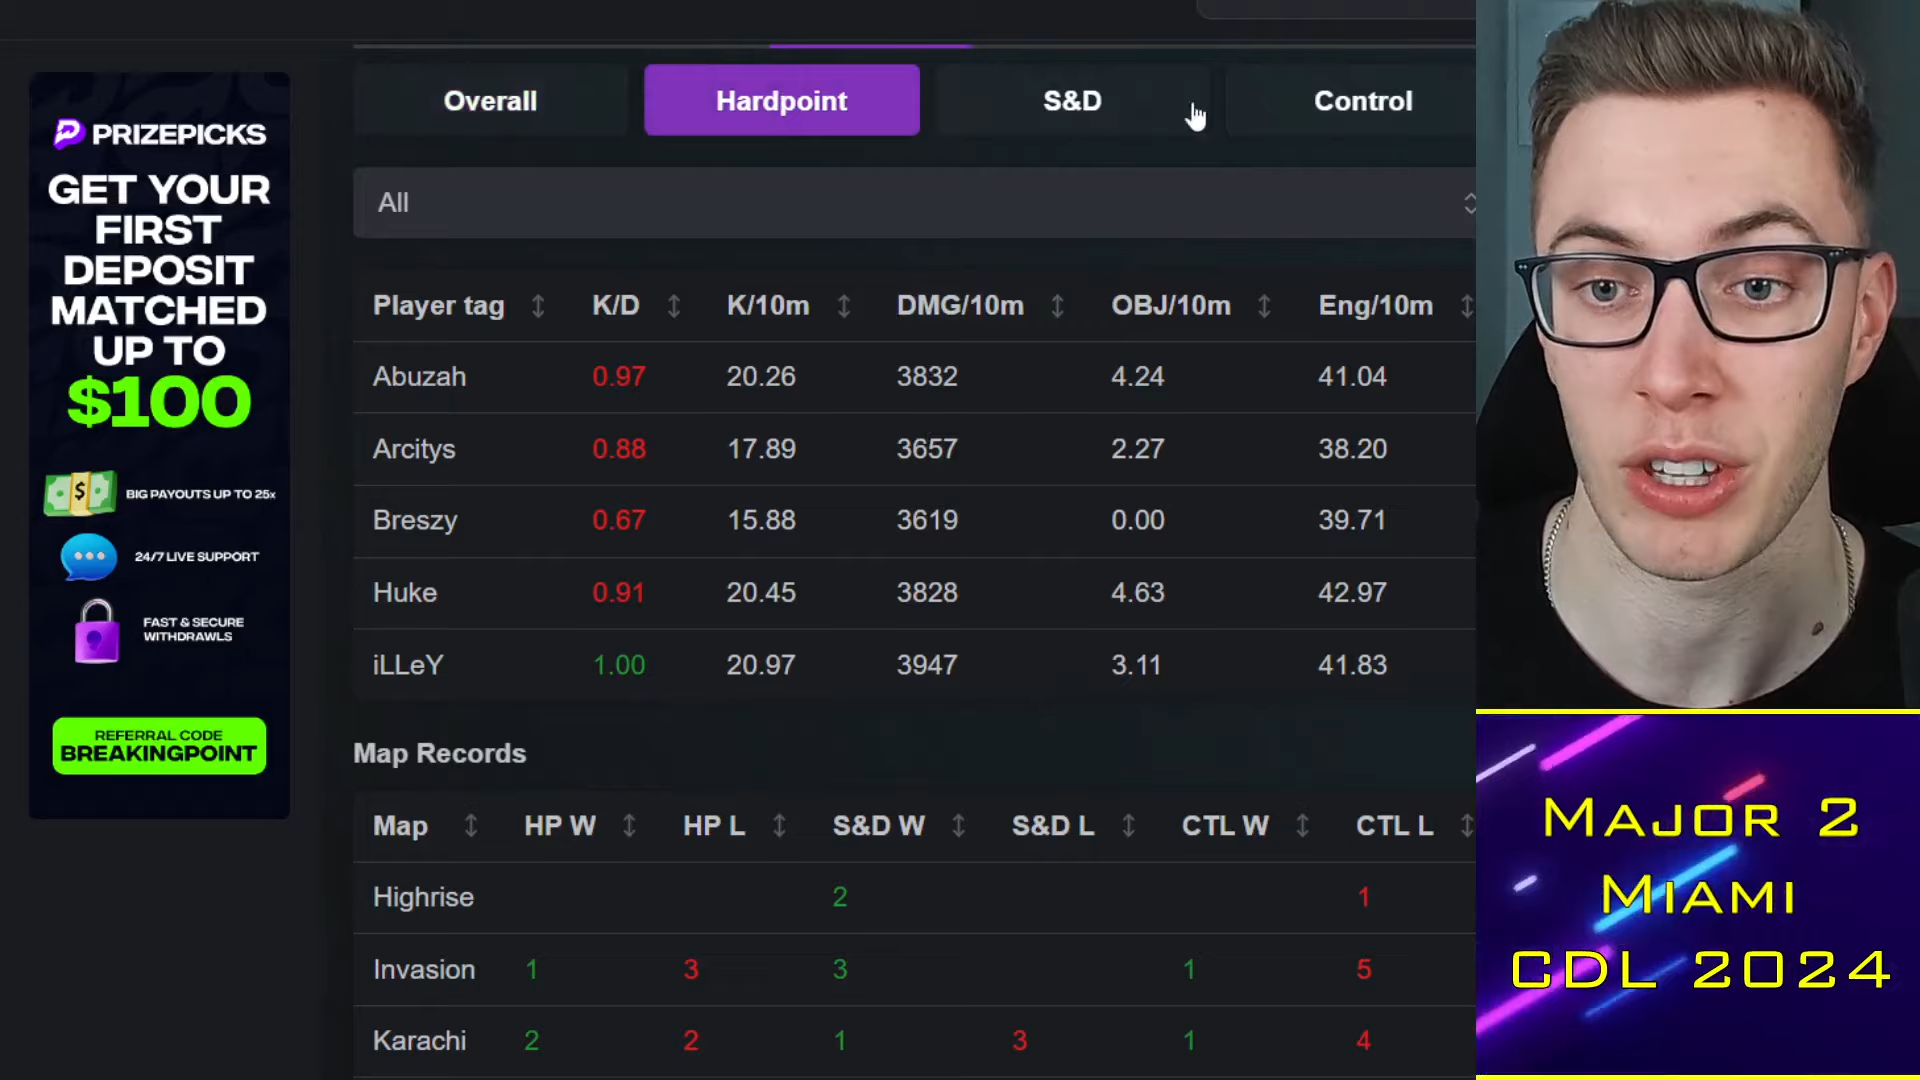 Overall Hardpoint S&D Control
All
PRIZEPICKS
GET YOUR
FIRST
DEPOSIT
MATCHED
UP TO
$100
BIG PAYOUTS UP TO 25x
24/7 LIVE SUPPORT
FAST & SECURE
WITHDRAWLS
REFERRAL CODE
BREAKINGPOINT
Player tag K/D K/10m DMG/10m OBJ/10m Eng/10m
Abuzah 0.97 20.26 3832 4.24 41.04
Arcitys 0.88 17.89 3657 2.27 38.20
Breszy 0.67 15.88 3619 0.00 39.71
Huke 0.91 20.45 3828 4.63 42.97
iLLeY 1.00 20.97 3947 3.11 41.83
Map Records
Map HP W HP L S&D W S&D L CTL W CTL L
Highrise 2 1
Invasion 1 3 3 1 5
Karachi 2 2 1 3 1 4
MAJOR 2
MIAMI
CDL 2024